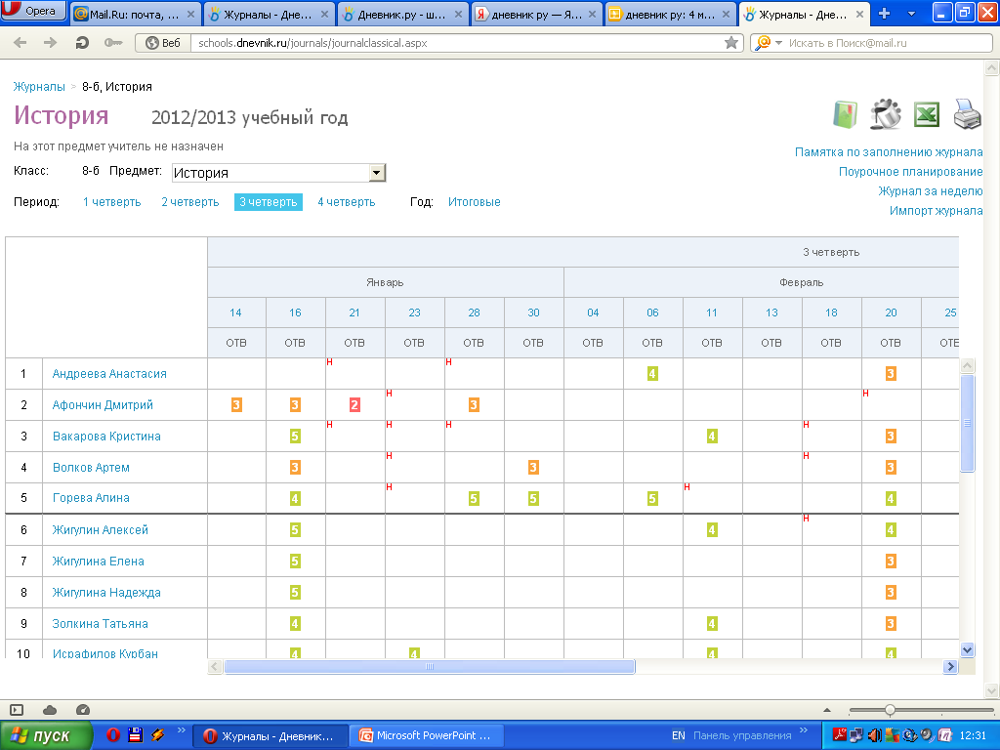 Opera
Mail.Ru: почта, ...
Журналы - Дне...
Дневник.ру - ш...
дневник ру — Я...
дневник ру: 4 м...
Журналы - Дне...
Веб
schools.dnevnik.ru/journals/journalclassical.aspx
Искать в Поиск@mail.ru
Журналы > 8-б, История
История 2012/2013 учебный год
На этот предмет учитель не назначен
Класс: 8-б Предмет: История
Период: 1 четверть 2 четверть 3 четверть 4 четверть Год: Итоговые
Памятка по заполнению журнала
Поурочное планирование
Журнал за неделю
Импорт журнала
3 четверть
Январь Февраль
14 16 21 23 28 30 04 06 11 13 18 20 25
ОТВ ОТВ ОТВ ОТВ ОТВ ОТВ ОТВ ОТВ ОТВ ОТВ ОТВ ОТВ ОТВ
1 Андреева Анастасия Н Н 4 3
2 Афончин Дмитрий 3 3 2 Н 3 Н
3 Вакарова Кристина 5 Н Н Н 4 Н 3
4 Волков Артем 3 Н 3 Н 3
5 Горева Алина 4 Н 5 5 5 Н 4
6 Жигулин Алексей 5 4 Н 4
7 Жигулина Елена 5 3
8 Жигулина Надежда 5 3
9 Золкина Татьяна 4 4 3
10 Исрафилов Курбан 4 4 4 4
пуск
Журналы - Дневник...
Microsoft PowerPoint ...
EN Панель управления
12:31